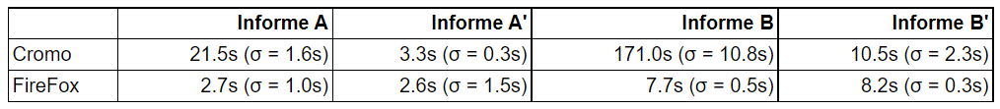 Informe A Informe A' Informe B Informe B'
Cromo 21.5s (σ = 1.6s) 3.3s (σ = 0.3s) 171.0s (σ = 10.8s) 10.5s (σ = 2.3s)
FireFox 2.7s (σ = 1.0s) 2.6s (σ = 1.5s) 7.7s (σ = 0.5s) 8.2s (σ = 0.3s)